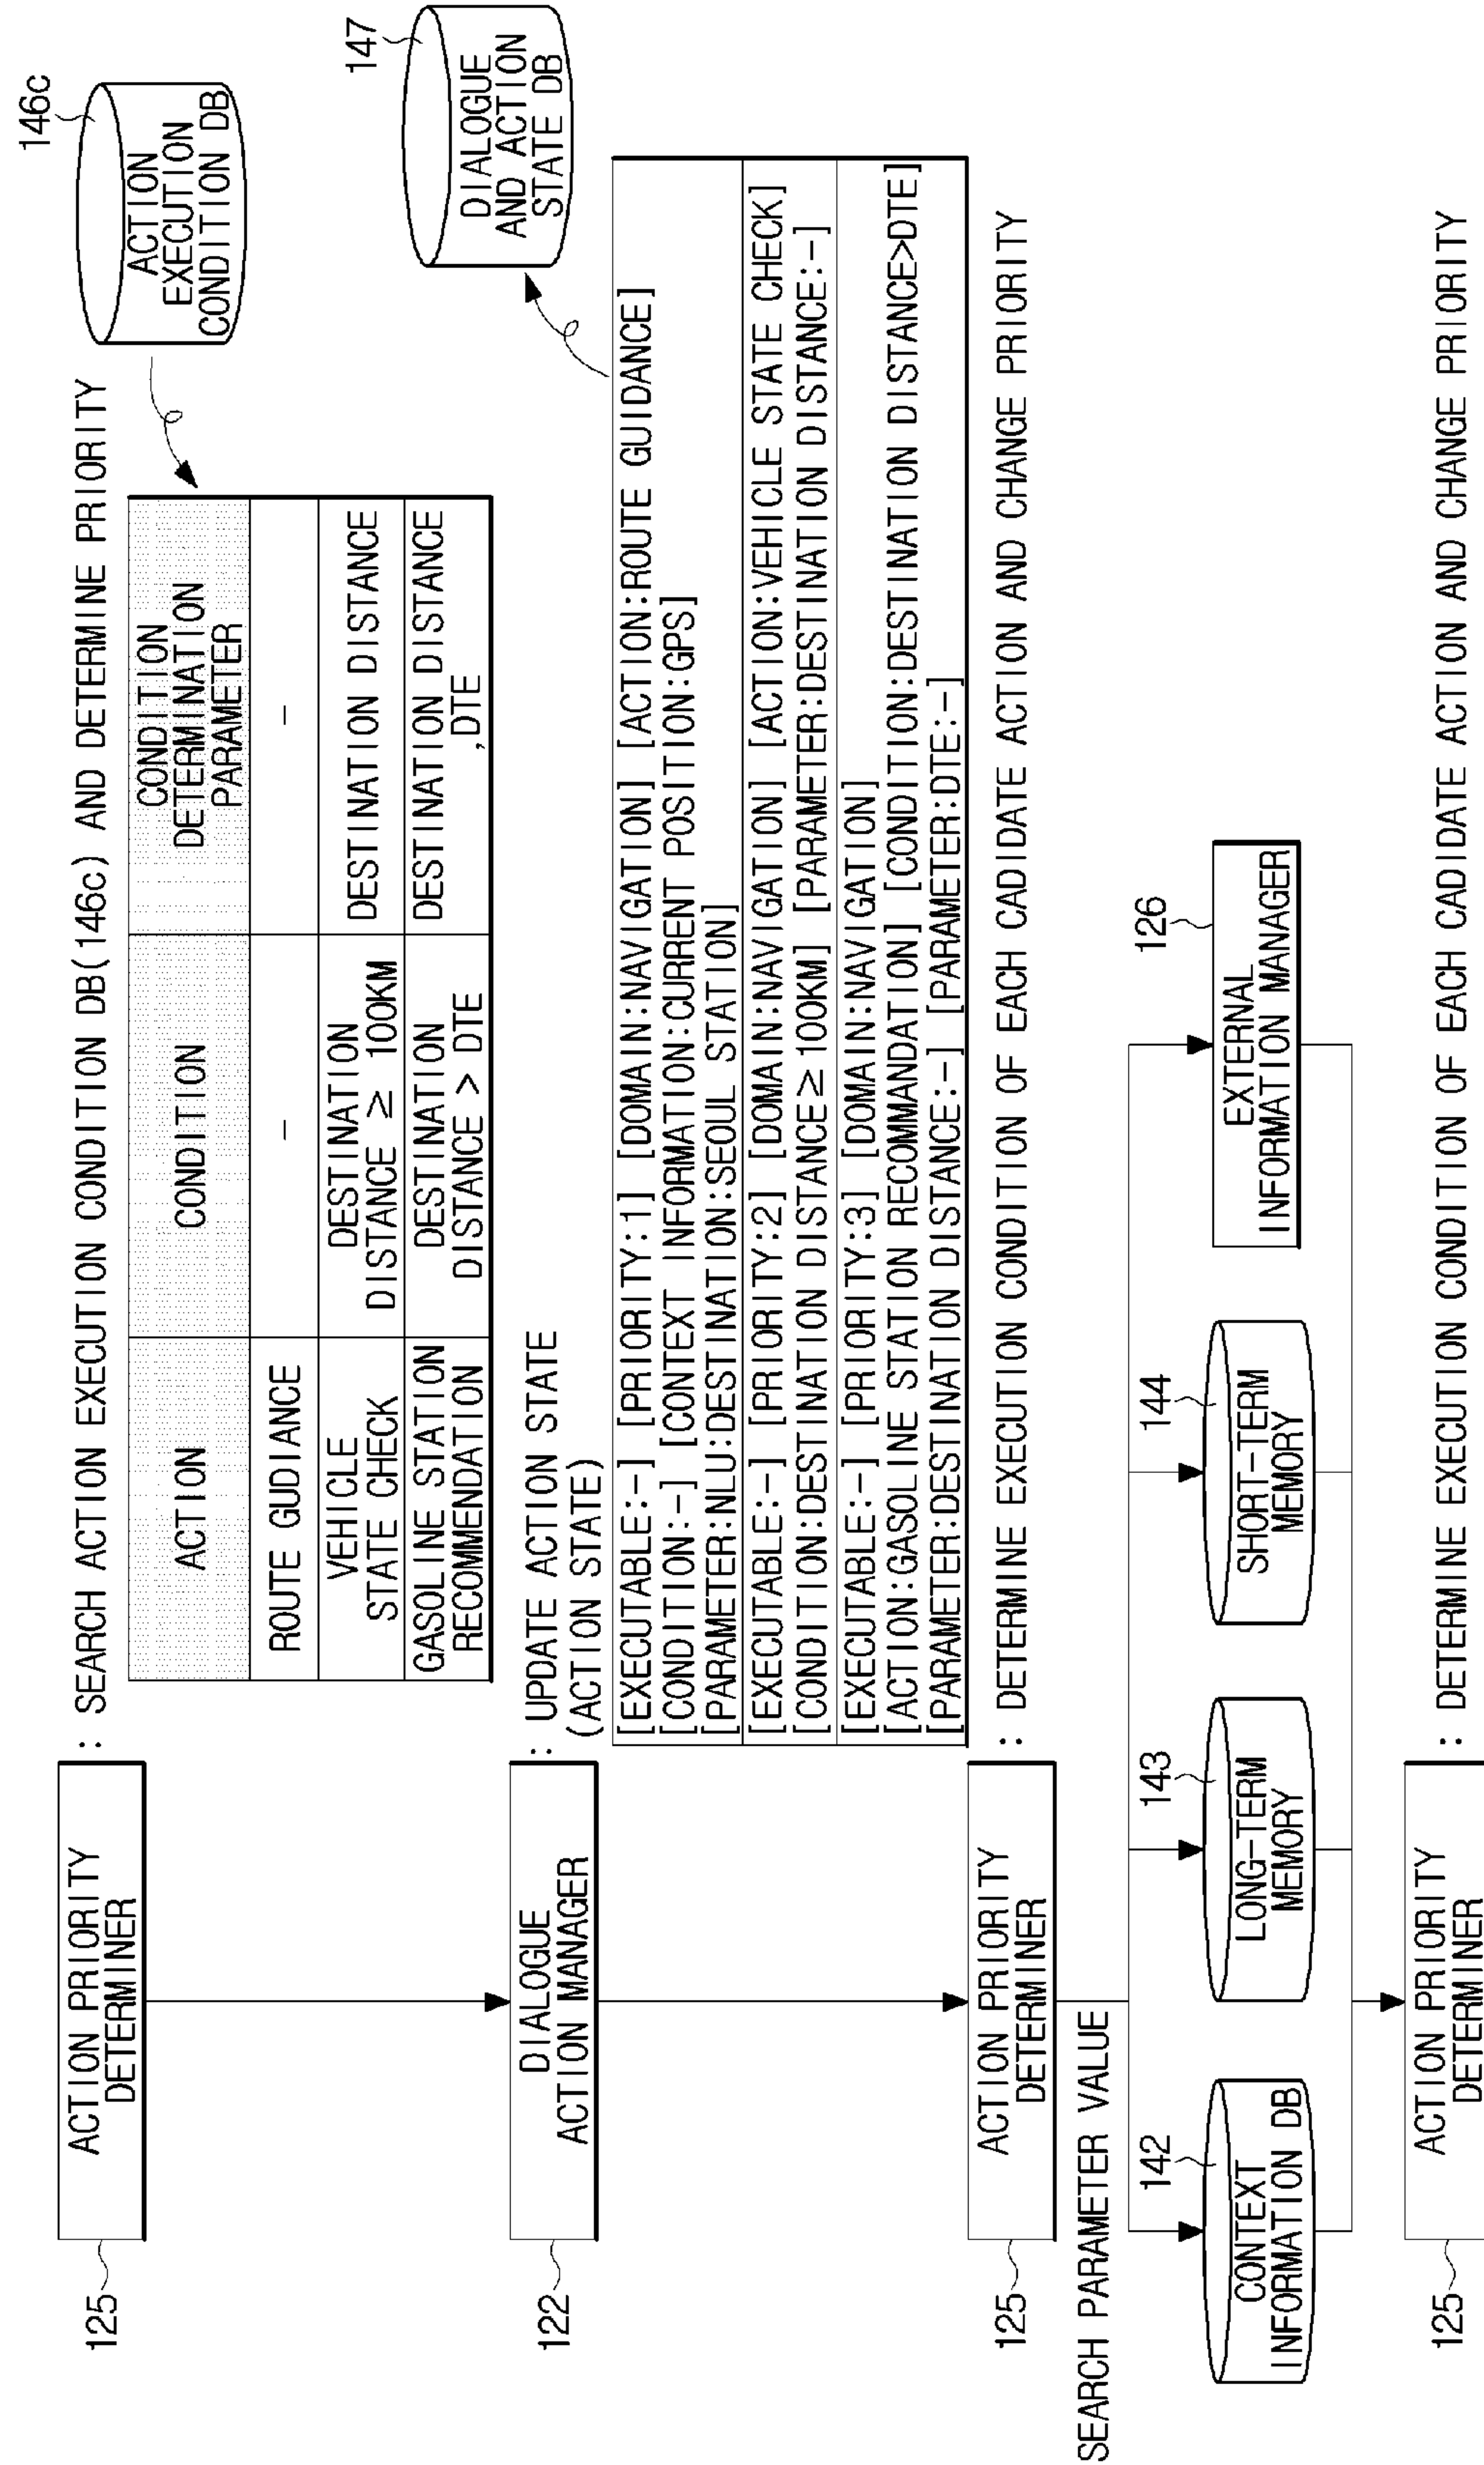 125
ACTION PRIORITY
DETERMINER
: SEARCH ACTION EXECUTION CONDITION DB(146c) AND DETERMINE PRIORITY
146c
ACTION
EXECUTION
CONDITION DB
ACTION
CONDITION
CONDITION
DETERMINATION
PARAMETER
ROUTE GUDIANCE
-
-
VEHICLE
STATE CHECK
DESTINATION
DISTANCE ≥ 100KM
DESTINATION DISTANCE
GASOLINE STATION
RECOMMENDATION
DESTINATION
DISTANCE > DTE
DESTINATION DISTANCE
,DTE
122
DIALOGUE
ACTION MANAGER
: UPDATE ACTION STATE
(ACTION STATE)
147
DIALOGUE
AND ACTION
STATE DB
[EXECUTABLE:-] [PRIORITY:1] [DOMAIN:NAVIGATION] [ACTION:ROUTE GUIDANCE]
[CONDITION:-] [CONTEXT INFORMATION:CURRENT POSITION:GPS]
[PARAMETER:NLU:DESTINATION:SEOUL STATION]
[EXECUTABLE:-] [PRIORITY:2] [DOMAIN:NAVIGATION] [ACTION:VEHICLE STATE CHECK]
[CONDITION:DESTINATION DISTANCE≥100KM] [PARAMETER:DESTINATION DISTANCE:-]
[EXECUTABLE:-] [PRIORITY:3] [DOMAIN:NAVIGATION]
[ACTION:GASOLINE STATION RECOMMANDATION] [CONDITION:DESTINATION DISTANCE>DTE]
[PARAMETER:DESTINATION DISTANCE:-] [PARAMETER:DTE:-]
125
ACTION PRIORITY
DETERMINER
: DETERMINE EXECUTION CONDITION OF EACH CADIDATE ACTION AND CHANGE PRIORITY
SEARCH PARAMETER VALUE
142
CONTEXT
INFORMATION DB
143
LONG-TERM
MEMORY
144
SHORT-TERM
MEMORY
126
EXTERNAL
INFORMATION MANAGER
125
ACTION PRIORITY
DETERMINER
: DETERMINE EXECUTION CONDITION OF EACH CADIDATE ACTION AND CHANGE PRIORITY